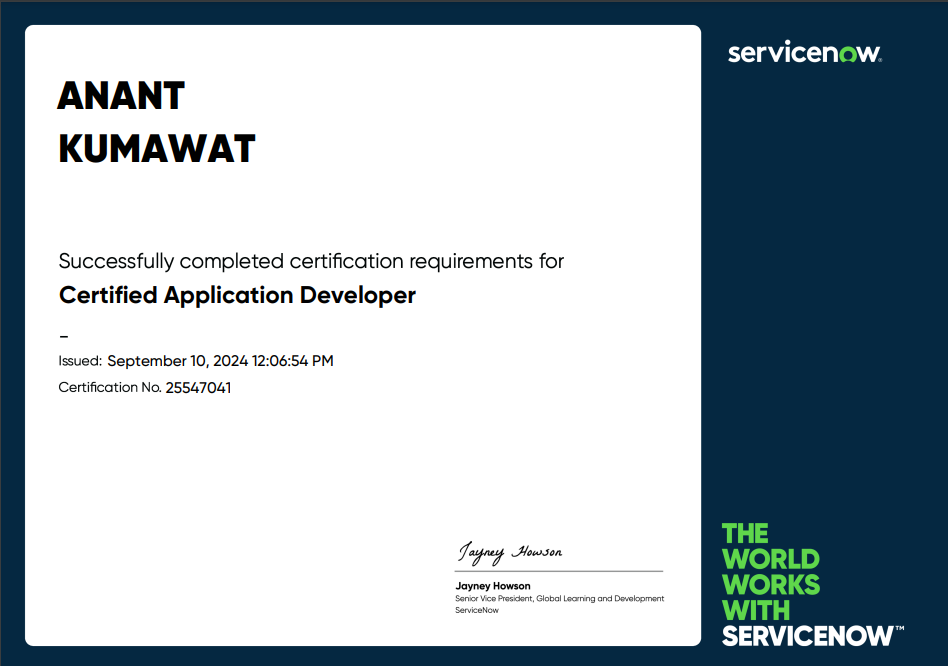 ANANT
KUMAWAT
Successfully completed certification requirements for
Certified Application Developer
–
Issued: September 10, 2024 12:06:54 PM
Certification No. 25547041
Jayney Howson
Jayney Howson
Senior Vice President, Global Learning and Development
ServiceNow
servicenow®
THE
WORLD
WORKS
WITH
SERVICENOW™